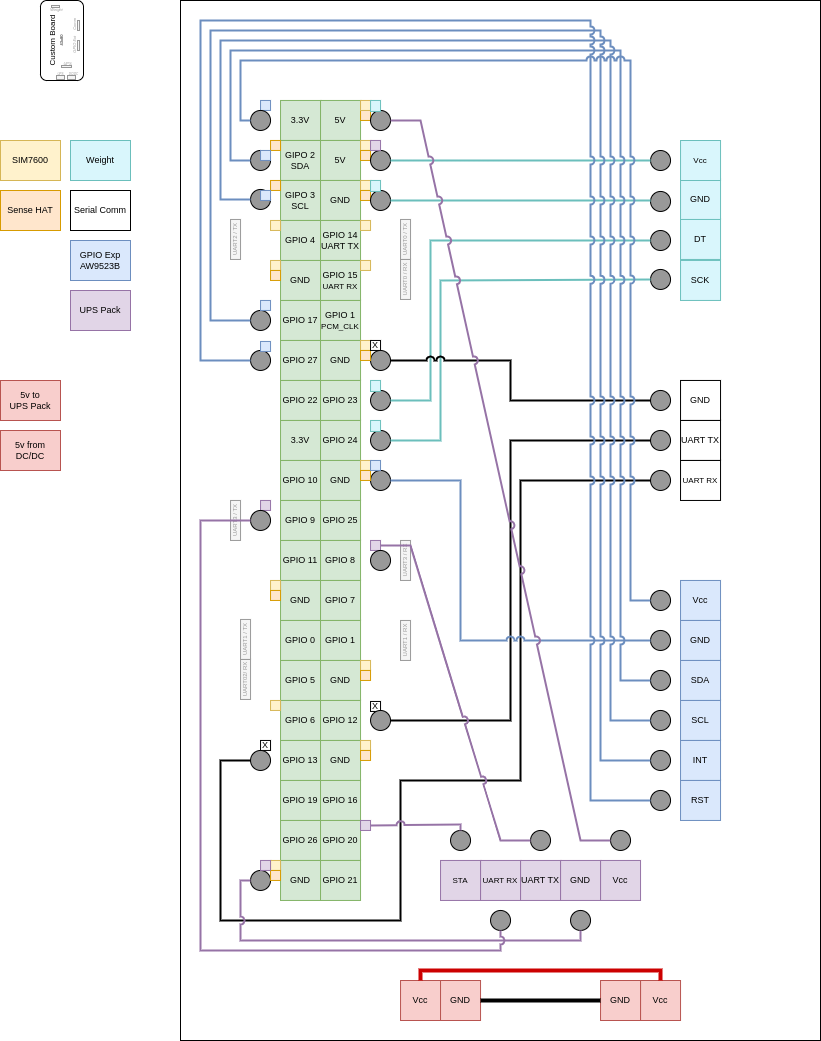 Custom Board
SIM7600
Weight
Sense HAT
Serial Comm
GPIO Exp
AW9523B
UPS Pack
5v to
UPS Pack
5v from
DC/DC
3.3V
5V
GIPO 2
SDA
5V
GIPO 3
SCL
GND
GPIO 4
GPIO 14
UART TX
GND
GPIO 15
UART RX
GPIO 17
GPIO 1
PCM_CLK
GPIO 27
GND
X
GPIO 22
GPIO 23
3.3V
GPIO 24
GPIO 10
GND
GPIO 9
GPIO 25
GPIO 11
GPIO 8
GND
GPIO 7
GPIO 0
GPIO 1
GPIO 5
GND
GPIO 6
GPIO 12
X
X
GPIO 13
GND
GPIO 19
GPIO 16
GPIO 26
GPIO 20
GND
GPIO 21
UART2 / TX
UART0 / TX
UART0 / RX
UART3 / RX
UART1 / TX
UART1 / RX
Vcc
GND
DT
SCK
GND
UART TX
UART RX
Vcc
GND
SDA
SCL
INT
RST
STA
UART RX
UART TX
GND
Vcc
Vcc
GND
GND
Vcc